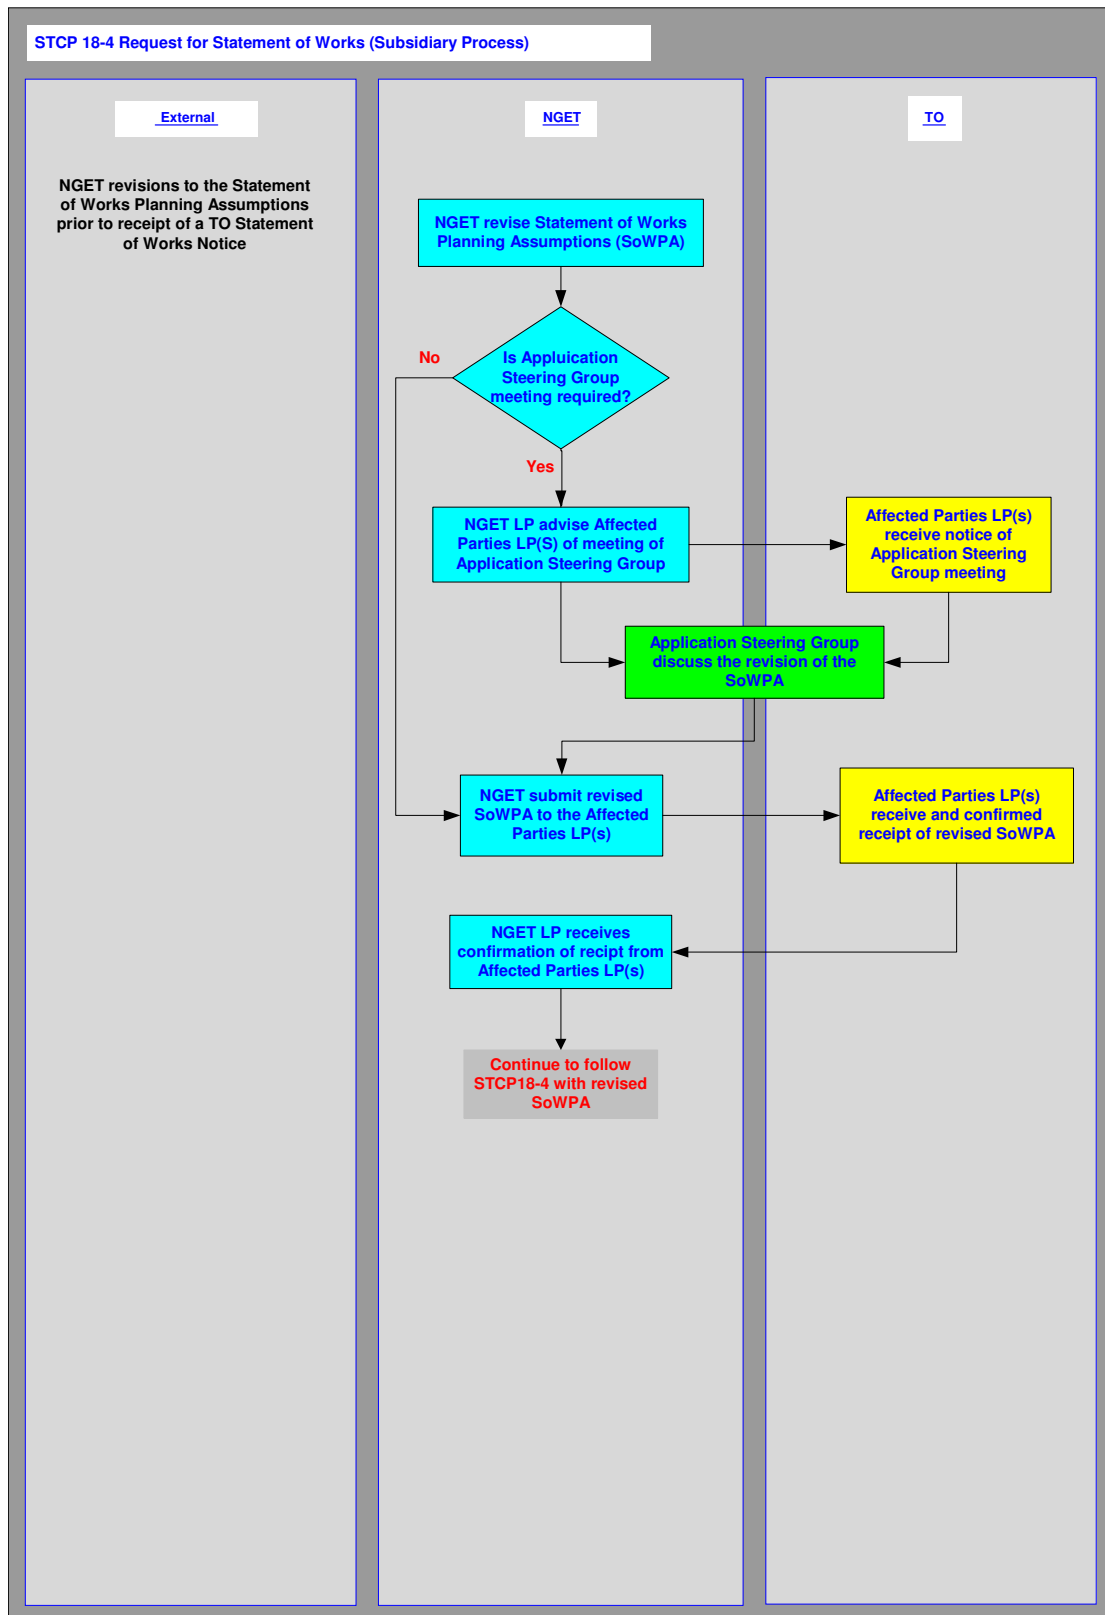 STCP 18-4 Request for Statement of Works (Subsidiary Process)
External
NGET
TO
NGET revisions to the Statement
of Works Planning Assumptions
prior to receipt of a TO Statement
of Works Notice
NGET revise Statement of Works
Planning Assumptions (SoWPA)
No
Is Appluication
Steering Group
meeting required?
Yes
NGET LP advise Affected
Parties LP(S) of meeting of
Application Steering Group
Affected Parties LP(s)
receive notice of
Application Steering
Group meeting
Application Steering Group
discuss the revision of the
SoWPA
NGET submit revised
SoWPA to the Affected
Parties LP(s)
Affected Parties LP(s)
receive and confirmed
receipt of revised SoWPA
NGET LP receives
confirmation of recipt from
Affected Parties LP(s)
Continue to follow
STCP18-4 with revised
SoWPA